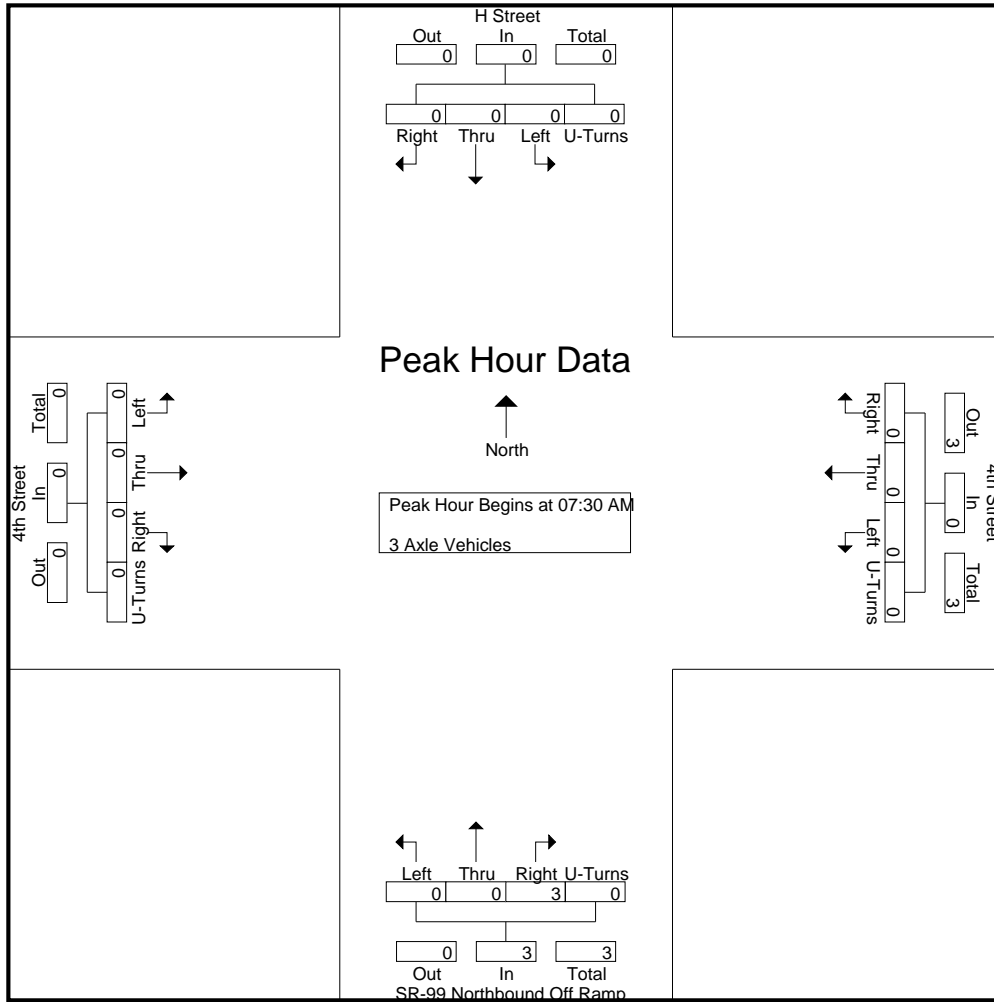 H Street
Out In Total
0 0 0
0 0 0 0
Right Thru Left U-Turns
Peak Hour Data
North
Peak Hour Begins at 07:30 AM
3 Axle Vehicles
4th Street
Total In Out
0 0 0
0 0 0 0
Left Thru Right U-Turns
4th Street
Out In Total
3 0 3
0 0 0 0
Right Thru Left U-Turns
Left Thru Right U-Turns
0 0 3 0
0 3 3
Out In Total
SR-99 Northbound Off Ramp